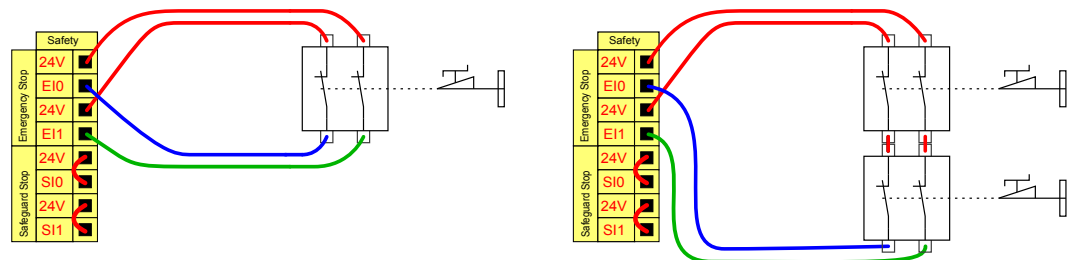 Safety
Emergency Stop
24V
EI0
24V
EI1
Safeguard Stop
24V
SI0
24V
SI1
Safety
Emergency Stop
24V
EI0
24V
EI1
Safeguard Stop
24V
SI0
24V
SI1